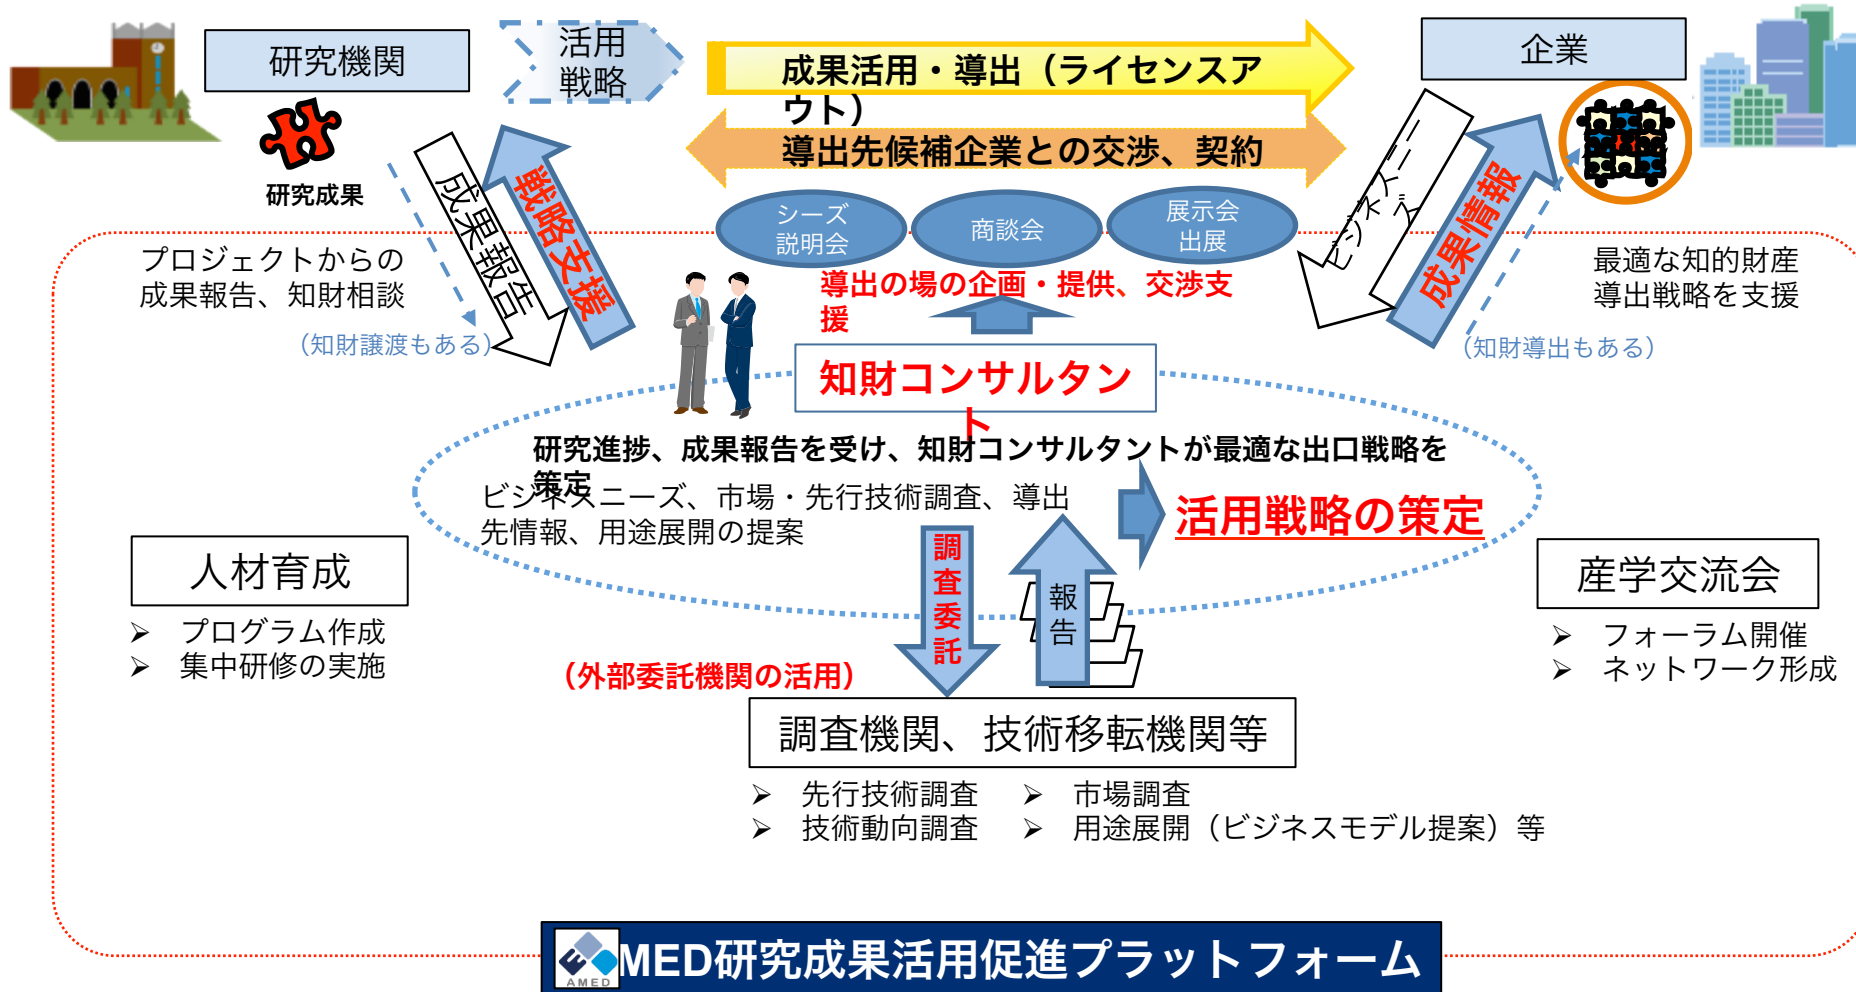 研究機関
活用
戦略
成果活用・導出（ライセンスア
ウト）
企業
導出先候補企業との交渉、契約
研究成果
成果報告
戦略支援
シーズ
説明会
商談会
展示会
出展
ビジネスニー
ズ
成果情報
プロジェクトからの
成果報告、知財相談
（知財譲渡もある）
導出の場の企画・提供、交渉支
援
最適な知的財産
導出戦略を支援
（知財導出もある）
知財コンサルタン
ト
研究進捗、成果報告を受け、知財コンサルタントが最適な出口戦略を
策定
ビジネスニーズ、市場・先行技術調査、導出
先情報、用途展開の提案
活用戦略の策定
調査委託
報告
人材育成
➢ プログラム作成
➢ 集中研修の実施
産学交流会
➢ フォーラム開催
➢ ネットワーク形成
（外部委託機関の活用）
調査機関、技術移転機関等
➢ 先行技術調査
➢ 技術動向調査
➢ 市場調査
➢ 用途展開（ビジネスモデル提案）等
AMED
MED研究成果活用促進プラットフォーム